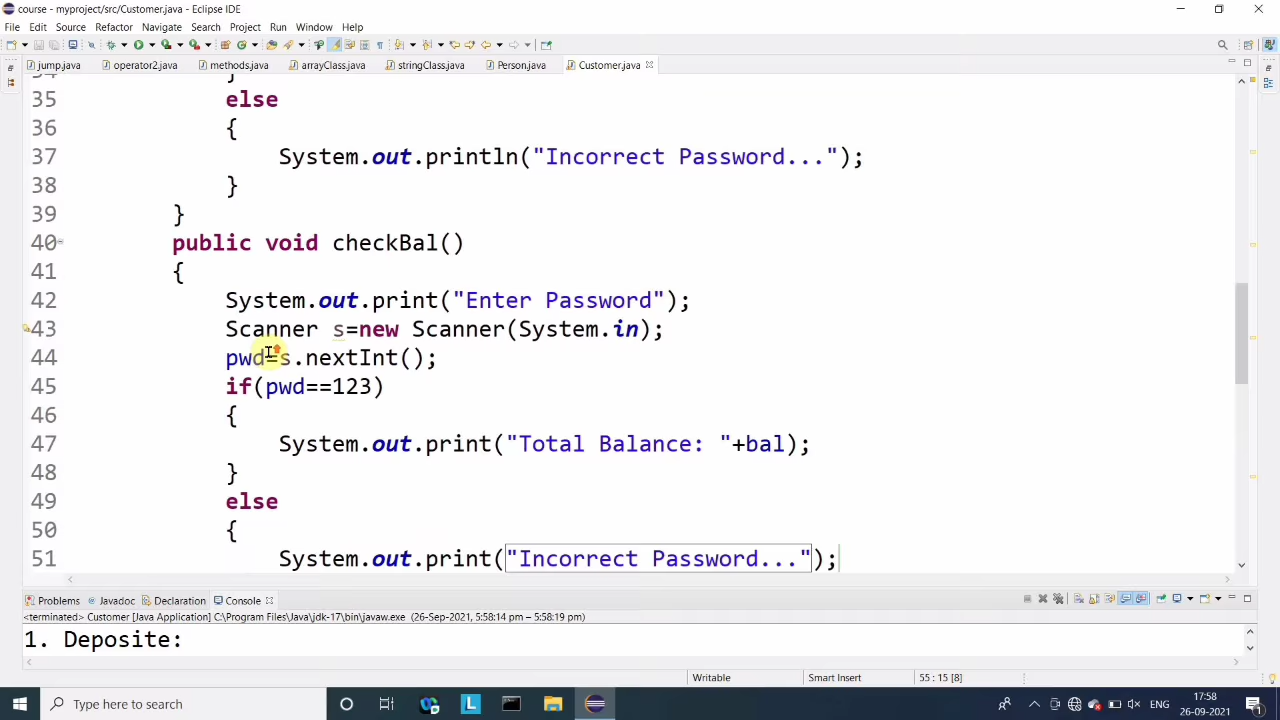 course - myproject/src/Customer.java - Eclipse IDE
File Edit Source Refactor Navigate Search Project Run Window Help
jump.java operator2.java methods.java arrayClass.java stringClass.java Person.java Customer.java
34 }
35 else
36 {
37 System.out.println("Incorrect Password...");
38 }
39 }
40 public void checkBal()
41 {
42 System.out.print("Enter Password");
43 Scanner s=new Scanner(System.in);
44 pwd=s.nextInt();
45 if(pwd==123)
46 {
47 System.out.print("Total Balance: "+bal);
48 }
49 else
50 {
51 System.out.print("Incorrect Password...");
Problems Javadoc Declaration Console
<terminated> Customer [Java Application] C:\Program Files\Java\jdk-17\bin\javaw.exe (26-Sep-2021, 5:58:14 pm – 5:58:19 pm)
1. Deposite:
Writable Smart Insert 55 : 15 [8]
Type here to search L ENG 17:58
26-09-2021 1